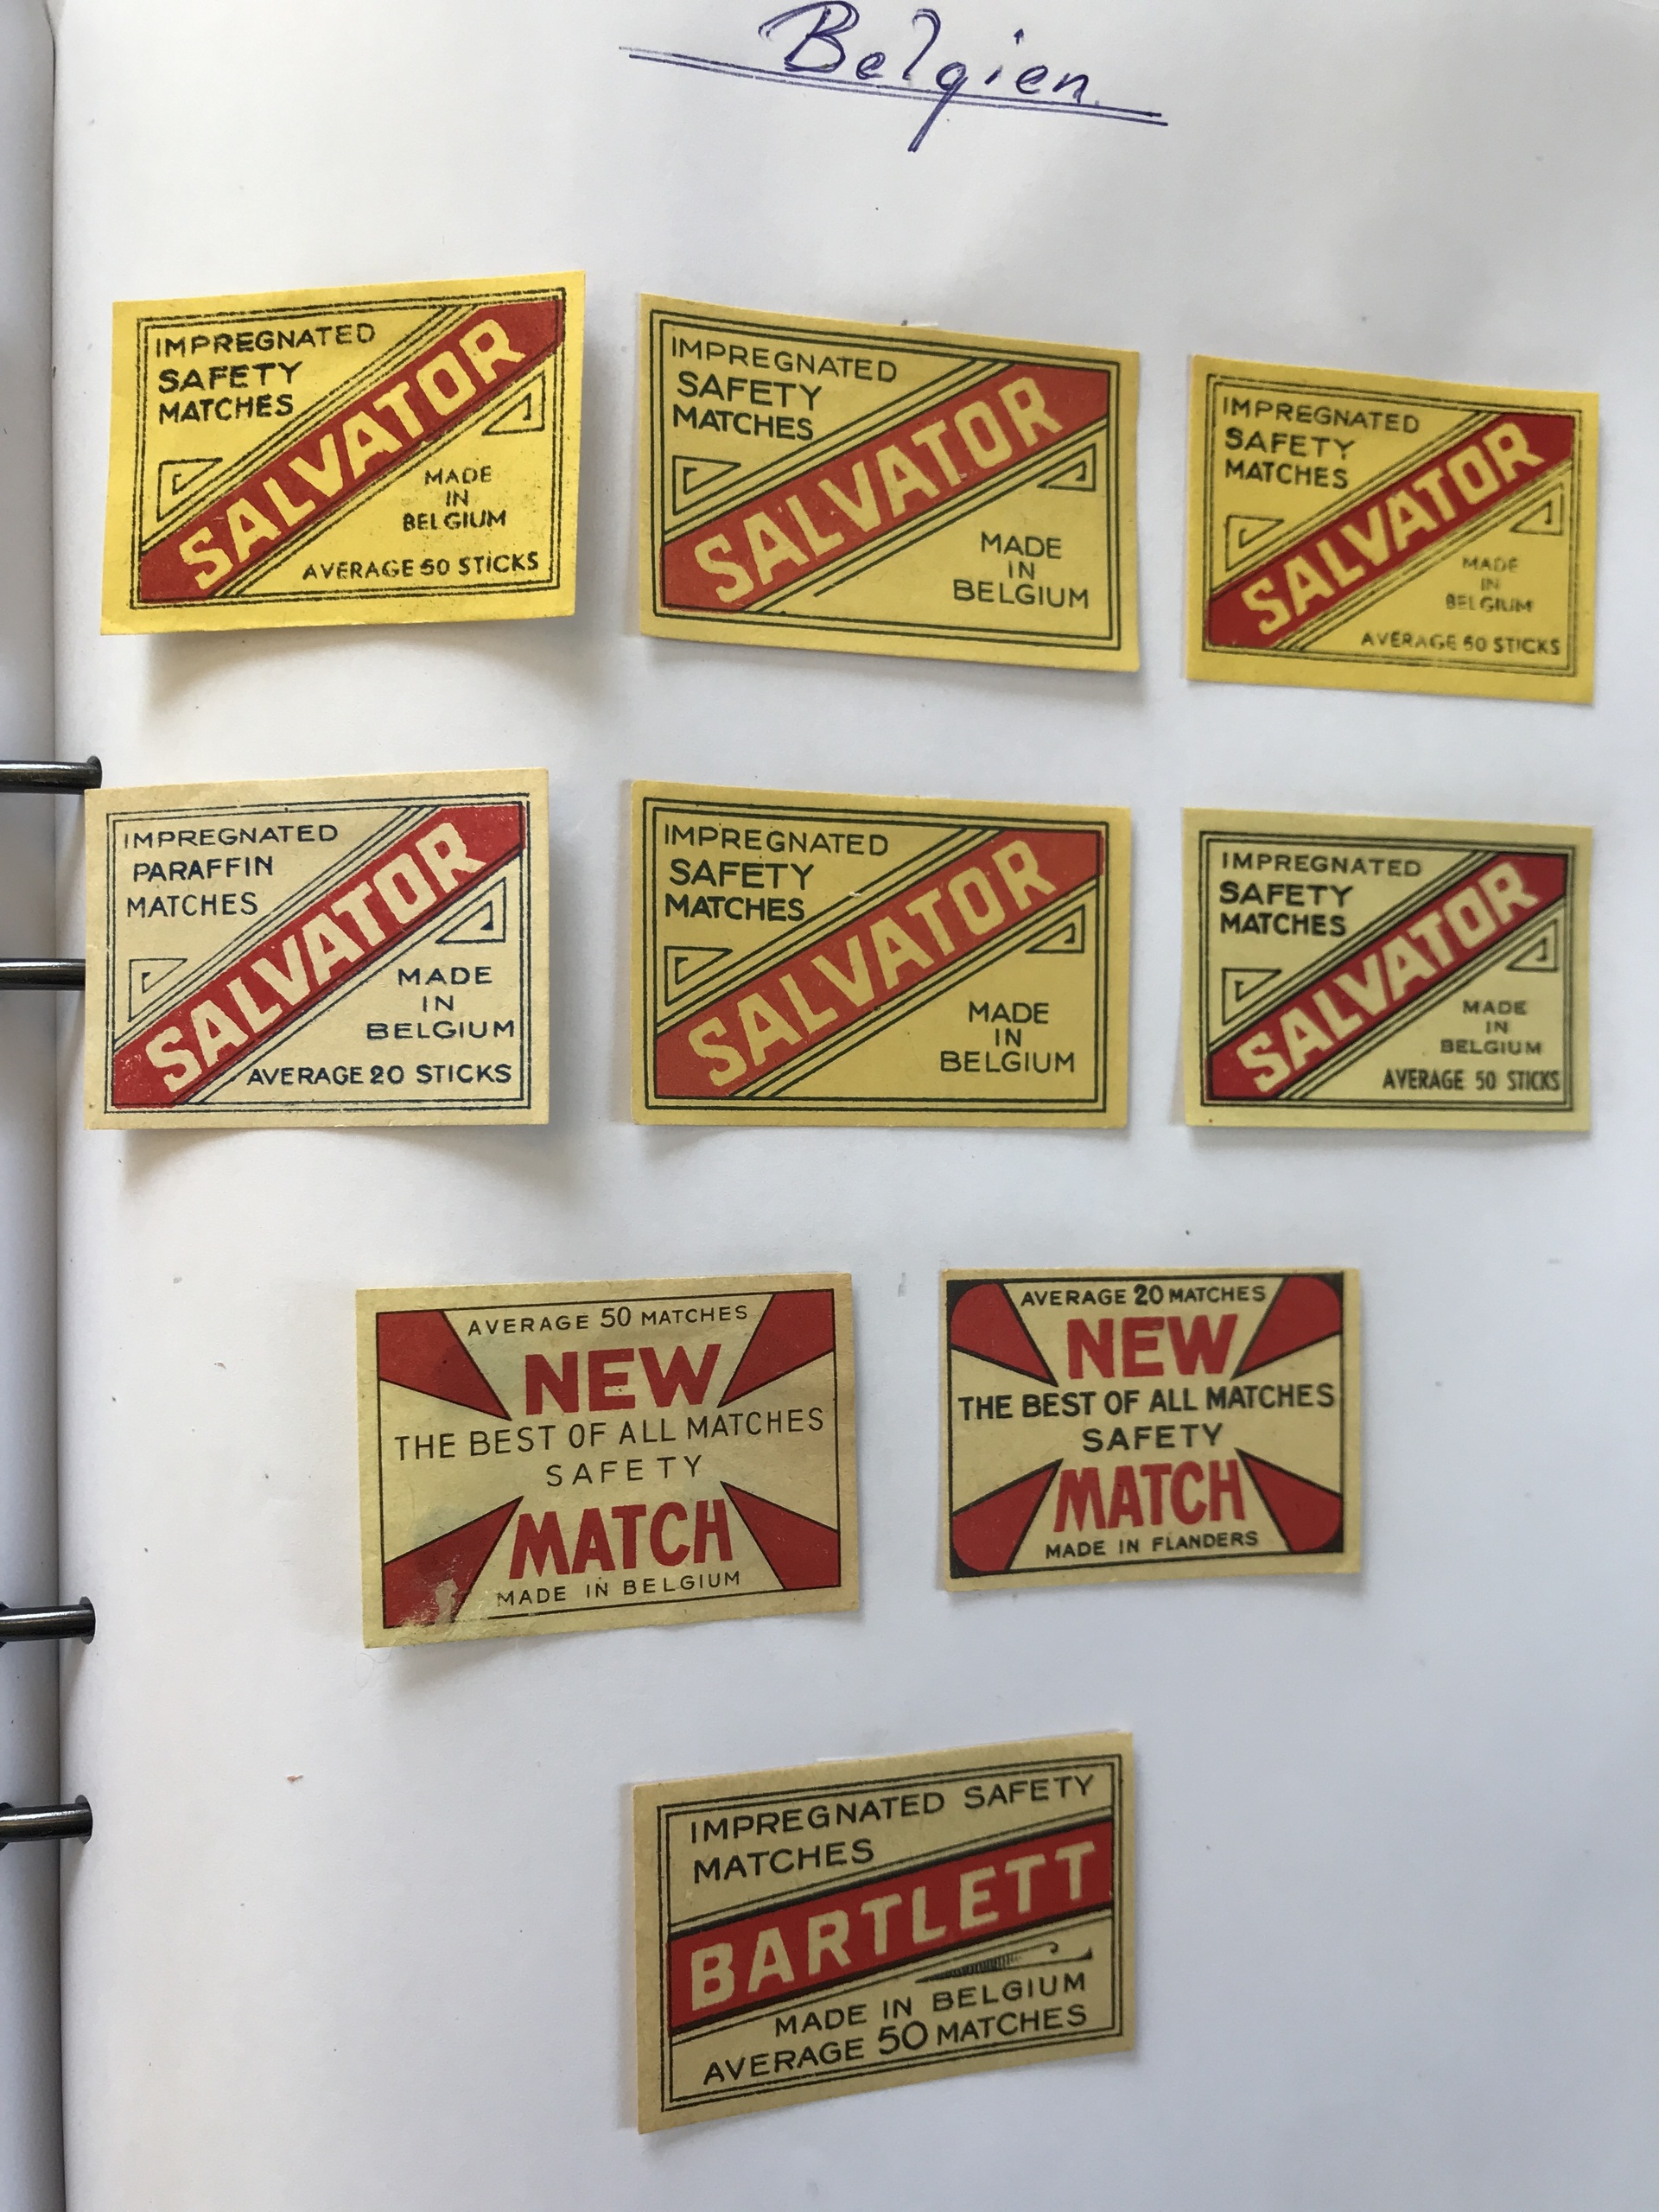 Belgien
IMPREGNATED
SAFETY
MATCHES
SALVATOR
MADE
IN
BELGIUM
AVERAGE 50 STICKS
IMPREGNATED
SAFETY
MATCHES
SALVATOR
MADE
IN
BELGIUM
IMPREGNATED
SAFETY
MATCHES
SALVATOR
MADE
IN
BELGIUM
AVERAGE 50 STICKS
IMPREGNATED
PARAFFIN
MATCHES
SALVATOR
MADE
IN
BELGIUM
AVERAGE 20 STICKS
IMPREGNATED
SAFETY
MATCHES
SALVATOR
MADE
IN
BELGIUM
IMPREGNATED
SAFETY
MATCHES
SALVATOR
MADE
IN
BELGIUM
AVERAGE 50 STICKS
AVERAGE 50 MATCHES
NEW
THE BEST OF ALL MATCHES
SAFETY
MATCH
MADE IN BELGIUM
AVERAGE 20 MATCHES
NEW
THE BEST OF ALL MATCHES
SAFETY
MATCH
MADE IN FLANDERS
IMPREGNATED SAFETY
MATCHES
BARTLETT
MADE IN BELGIUM
AVERAGE 50 MATCHES